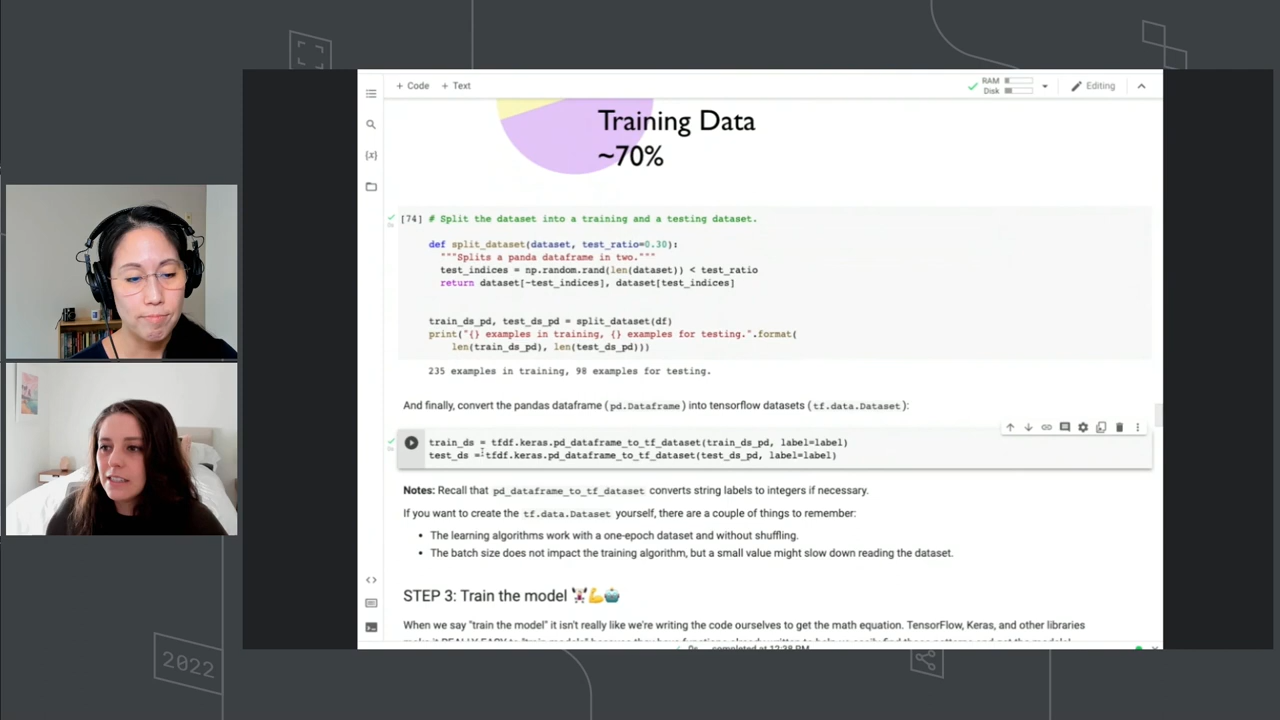 + Code + Text
RAM
Disk
Editing
Training Data
~70%
[74] # Split the dataset into a training and a testing dataset.
def split_dataset(dataset, test_ratio=0.30):
"""Splits a panda dataframe in two."""
test_indices = np.random.rand(len(dataset)) < test_ratio
return dataset[~test_indices], dataset[test_indices]
train_ds_pd, test_ds_pd = split_dataset(df)
print("{} examples in training, {} examples for testing.".format(
len(train_ds_pd), len(test_ds_pd)))
235 examples in training, 98 examples for testing.
And finally, convert the pandas dataframe (pd.Dataframe) into tensorflow datasets (tf.data.Dataset):
train_ds = tfdf.keras.pd_dataframe_to_tf_dataset(train_ds_pd, label=label)
test_ds = tfdf.keras.pd_dataframe_to_tf_dataset(test_ds_pd, label=label)
Notes: Recall that pd_dataframe_to_tf_dataset converts string labels to integers if necessary.
If you want to create the tf.data.Dataset yourself, there are a couple of things to remember:
• The learning algorithms work with a one-epoch dataset and without shuffling.
• The batch size does not impact the training algorithm, but a small value might slow down reading the dataset.
STEP 3: Train the model 🏋️💪🤖
When we say "train the model" it isn't really like we're writing the code ourselves to get the math equation. TensorFlow, Keras, and other libraries
0s completed at 12:38 PM
2022